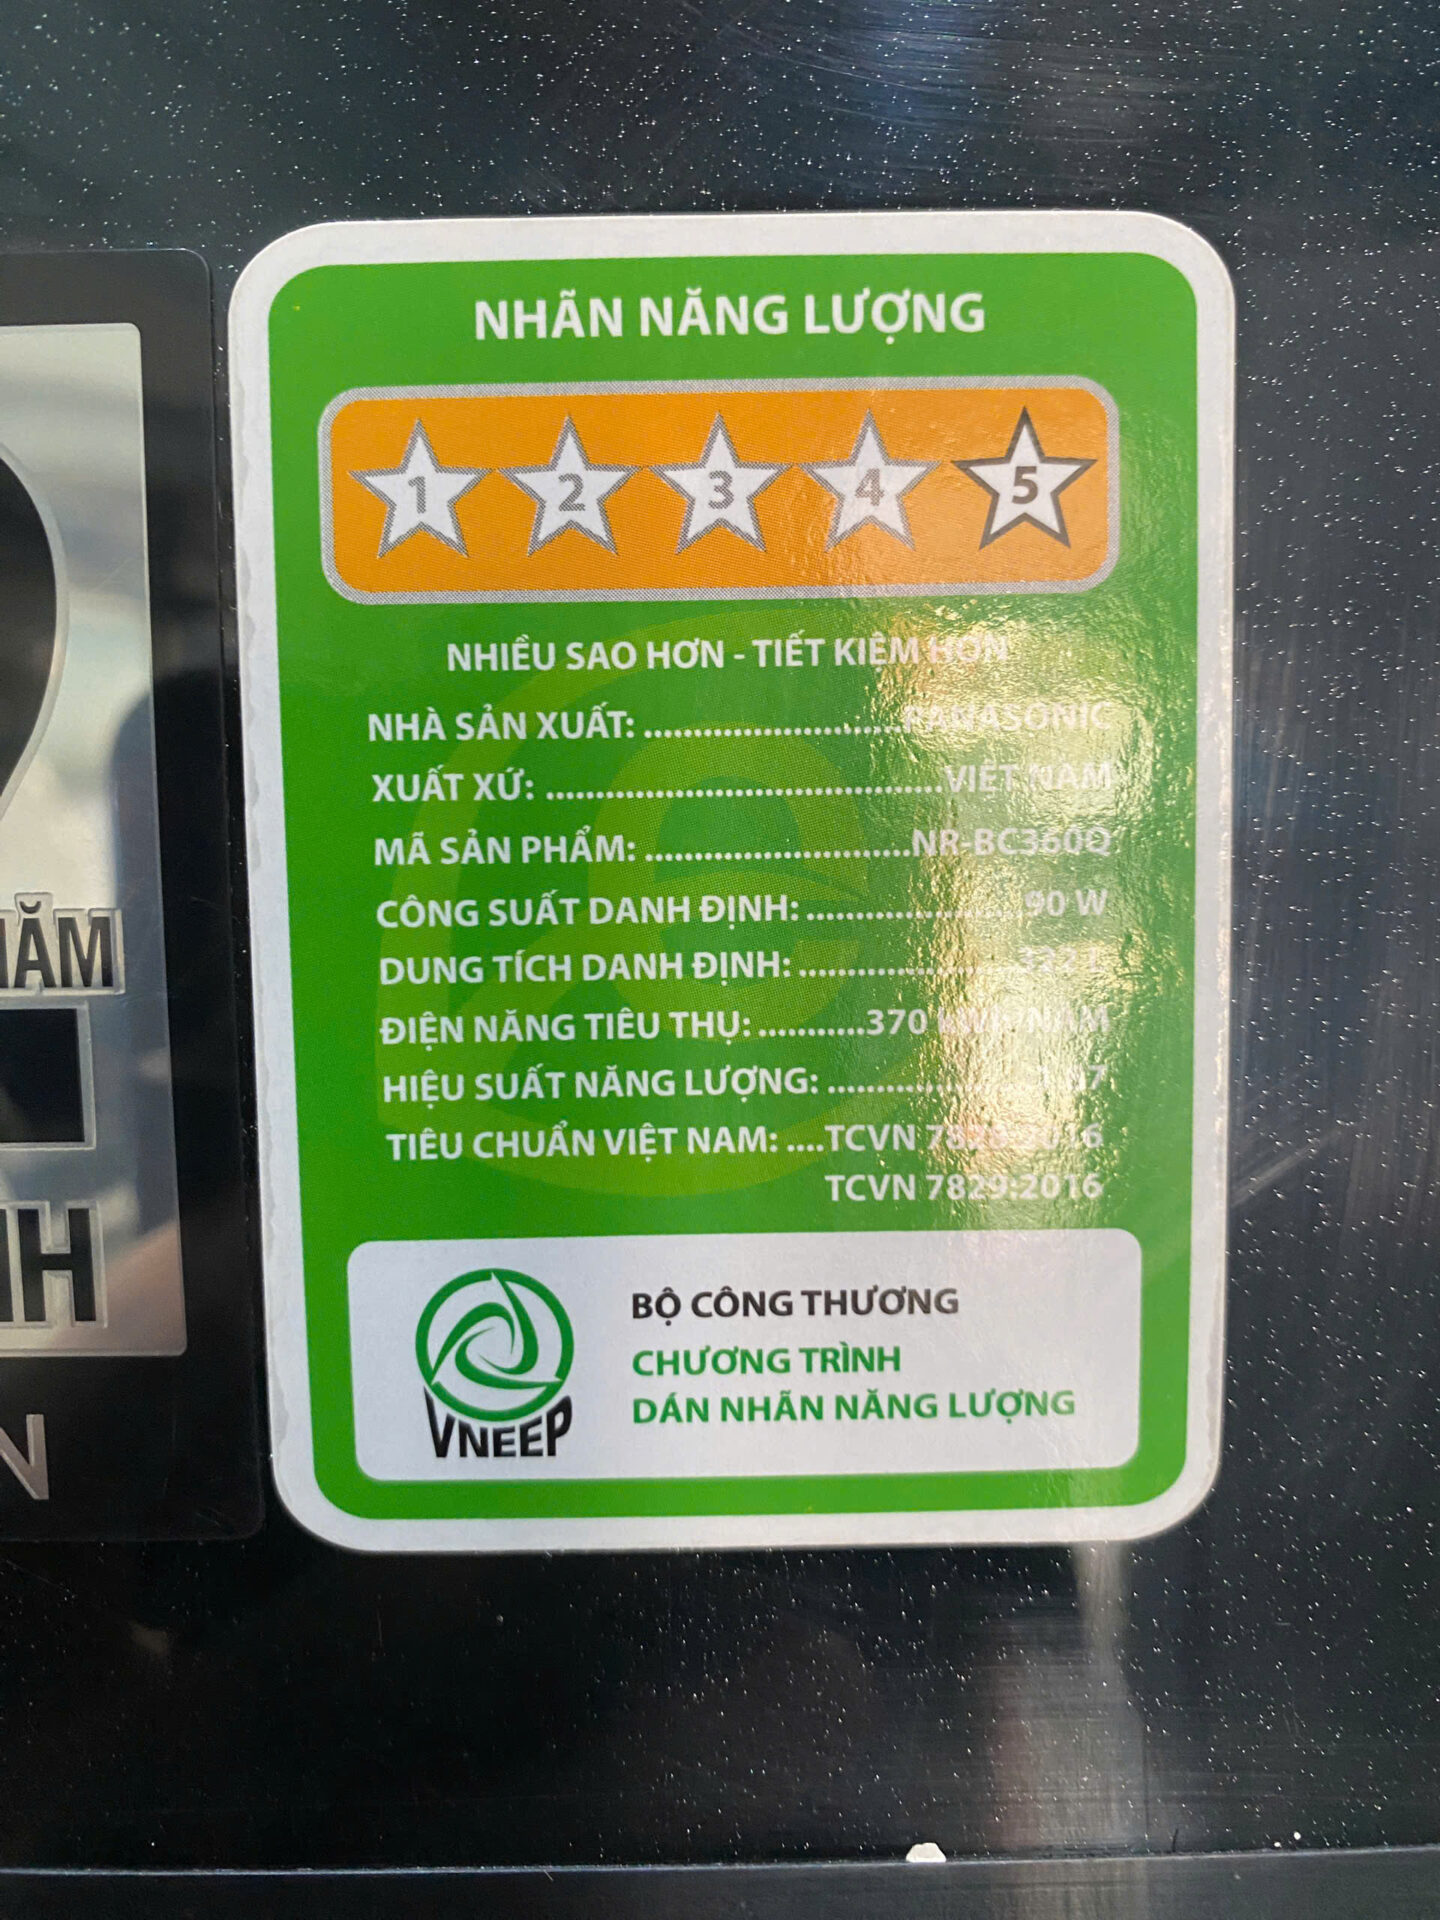 NHÃN NĂNG LƯỢNG
1 2 3 4 5
NHIỀU SAO HƠN - TIẾT KIỆM HƠN
NHÀ SẢN XUẤT: PANASONIC
XUẤT XỨ: VIỆT NAM
MÃ SẢN PHẨM: NR-BC360Q
CÔNG SUẤT DANH ĐỊNH: 90 W
DUNG TÍCH DANH ĐỊNH:
ĐIỆN NĂNG TIÊU THỤ: 370 KWH/NĂM
HIỆU SUẤT NĂNG LƯỢNG:
TIÊU CHUẨN VIỆT NAM: TCVN
TCVN 7829:2016
VNEEP
BỘ CÔNG THƯƠNG
CHƯƠNG TRÌNH
DÁN NHÃN NĂNG LƯỢNG